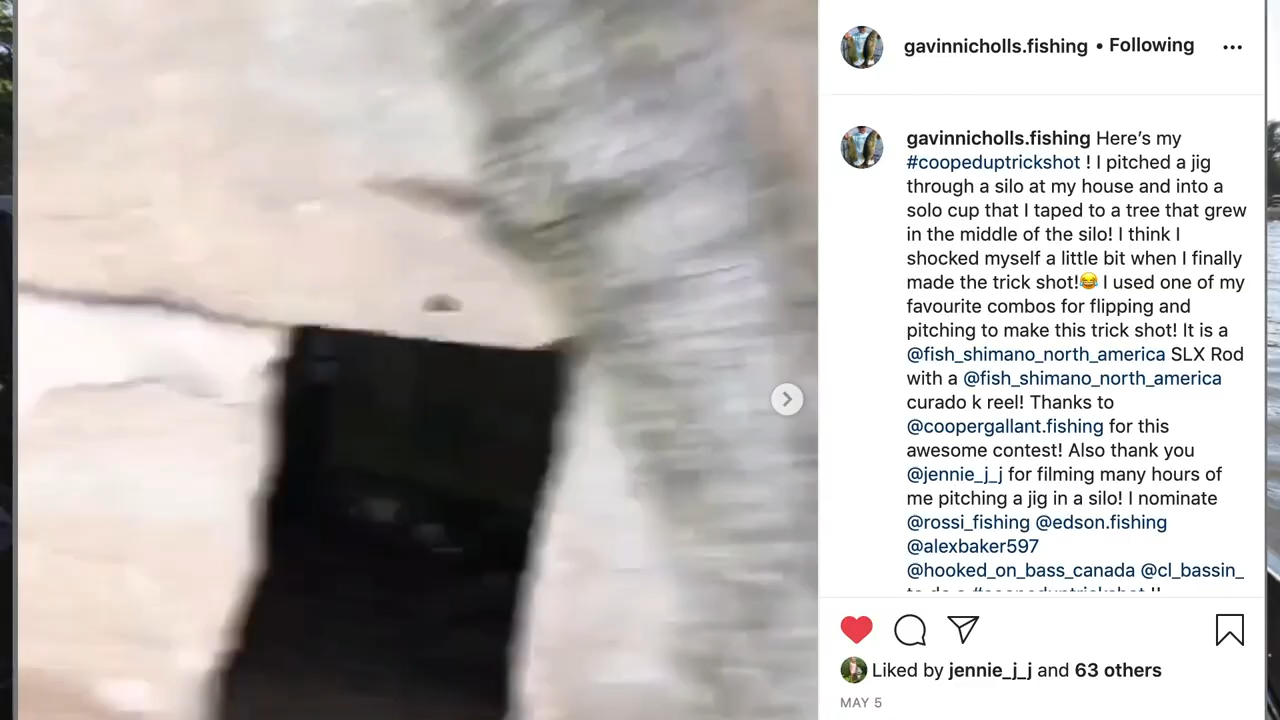 gavinnicholls.fishing • Following
gavinnicholls.fishing Here’s my
#coopeduptrickshot ! I pitched a jig
through a silo at my house and into a
solo cup that I taped to a tree that grew
in the middle of the silo! I think I
shocked myself a little bit when I finally
made the trick shot!😂 I used one of my
favourite combos for flipping and
pitching to make this trick shot! It is a
@fish_shimano_north_america SLX Rod
with a @fish_shimano_north_america
curado k reel! Thanks to
@coopergallant.fishing for this
awesome contest! Also thank you
@jennie_j_j for filming many hours of
me pitching a jig in a silo! I nominate
@rossi_fishing @edson.fishing
@alexbaker597
@hooked_on_bass_canada @cl_bassin_
Liked by jennie_j_j and 63 others
MAY 5